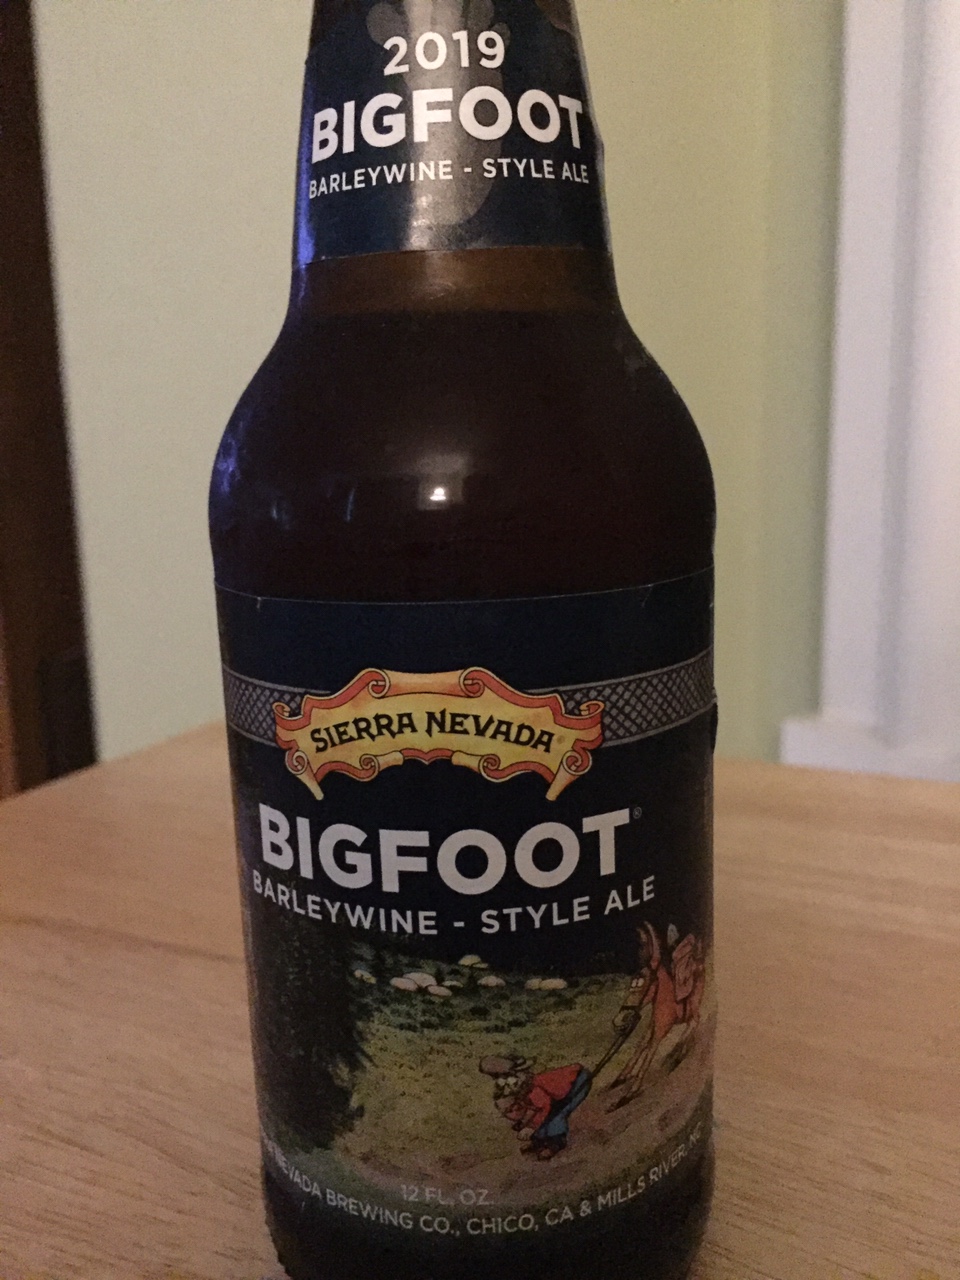 2019
BIGFOOT
BARLEYWINE - STYLE ALE
SIERRA NEVADA®
BIGFOOT®
BARLEYWINE - STYLE ALE
12 FL. OZ.
NEVADA BREWING CO., CHICO, CA & MILLS RIVER, NC